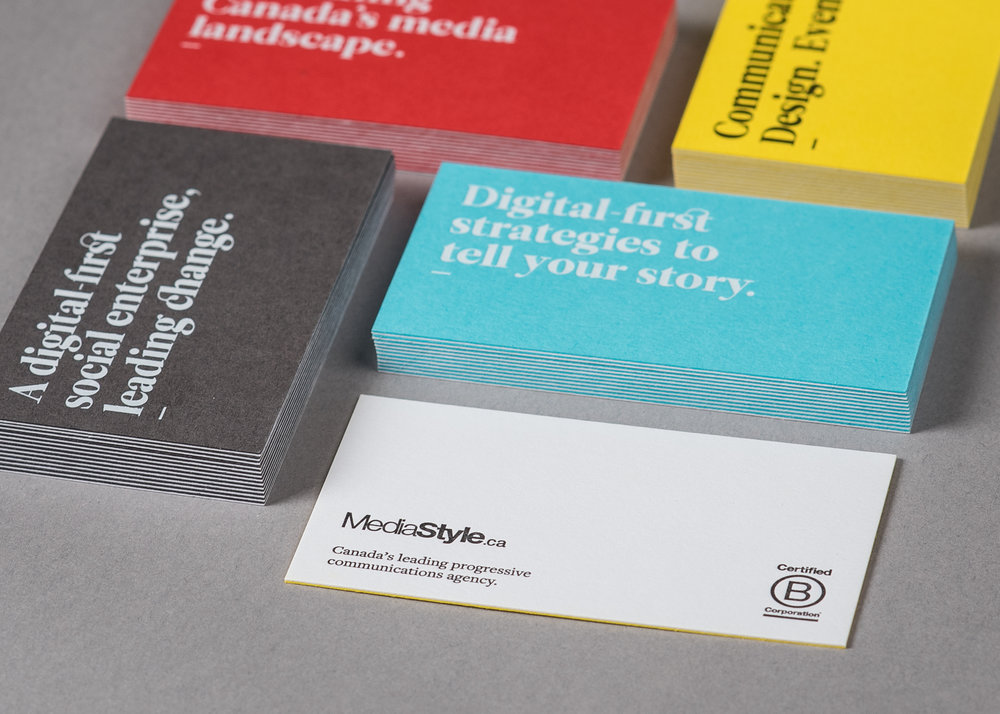 Canada's media
landscape.
Communica
Design. Even
A digital-first
social enterprise,
leading change.
Digital-first
strategies to
tell your story.
MediaStyle.ca
Canada's leading progressive
communications agency.
Certified
B
Corporation